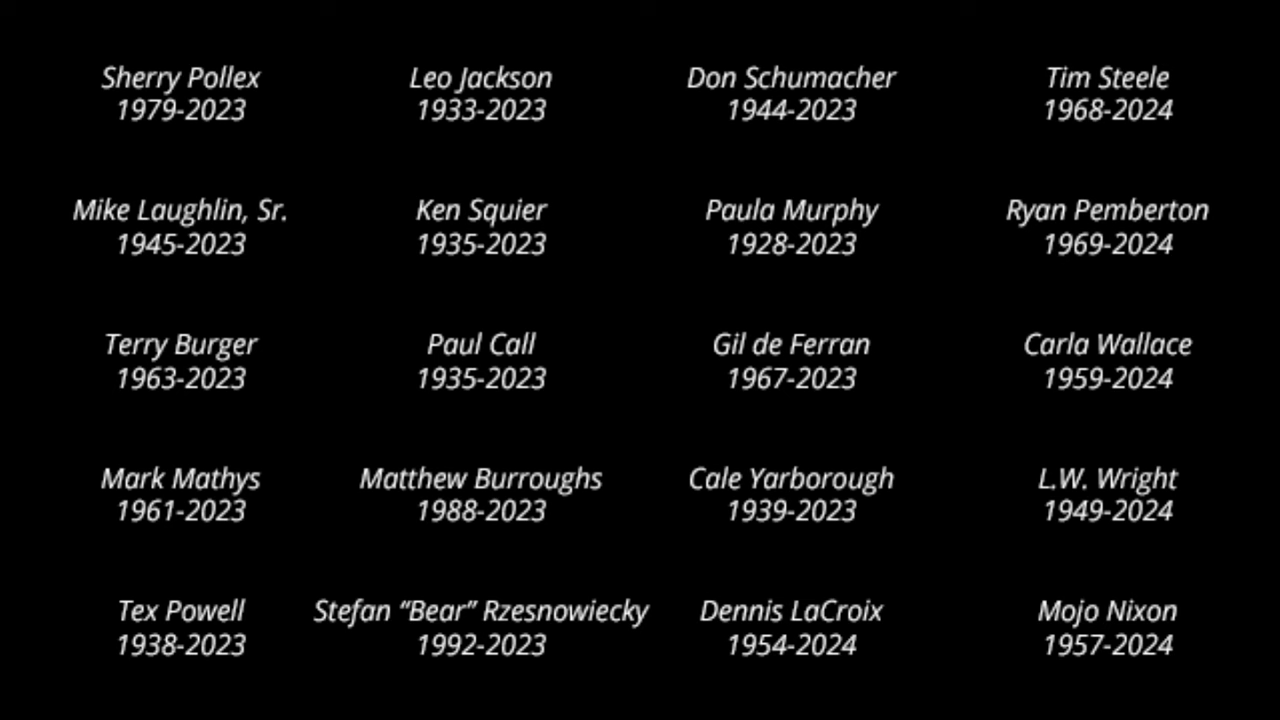 Sherry Pollex
1979-2023
Mike Laughlin, Sr.
1945-2023
Terry Burger
1963-2023
Mark Mathys
1961-2023
Tex Powell
1938-2023
Leo Jackson
1933-2023
Ken Squier
1935-2023
Paul Call
1935-2023
Matthew Burroughs
1988-2023
Stefan “Bear” Rzesnowiecky
1992-2023
Don Schumacher
1944-2023
Paula Murphy
1928-2023
Gil de Ferran
1967-2023
Cale Yarborough
1939-2023
Dennis LaCroix
1954-2024
Tim Steele
1968-2024
Ryan Pemberton
1969-2024
Carla Wallace
1959-2024
L.W. Wright
1949-2024
Mojo Nixon
1957-2024